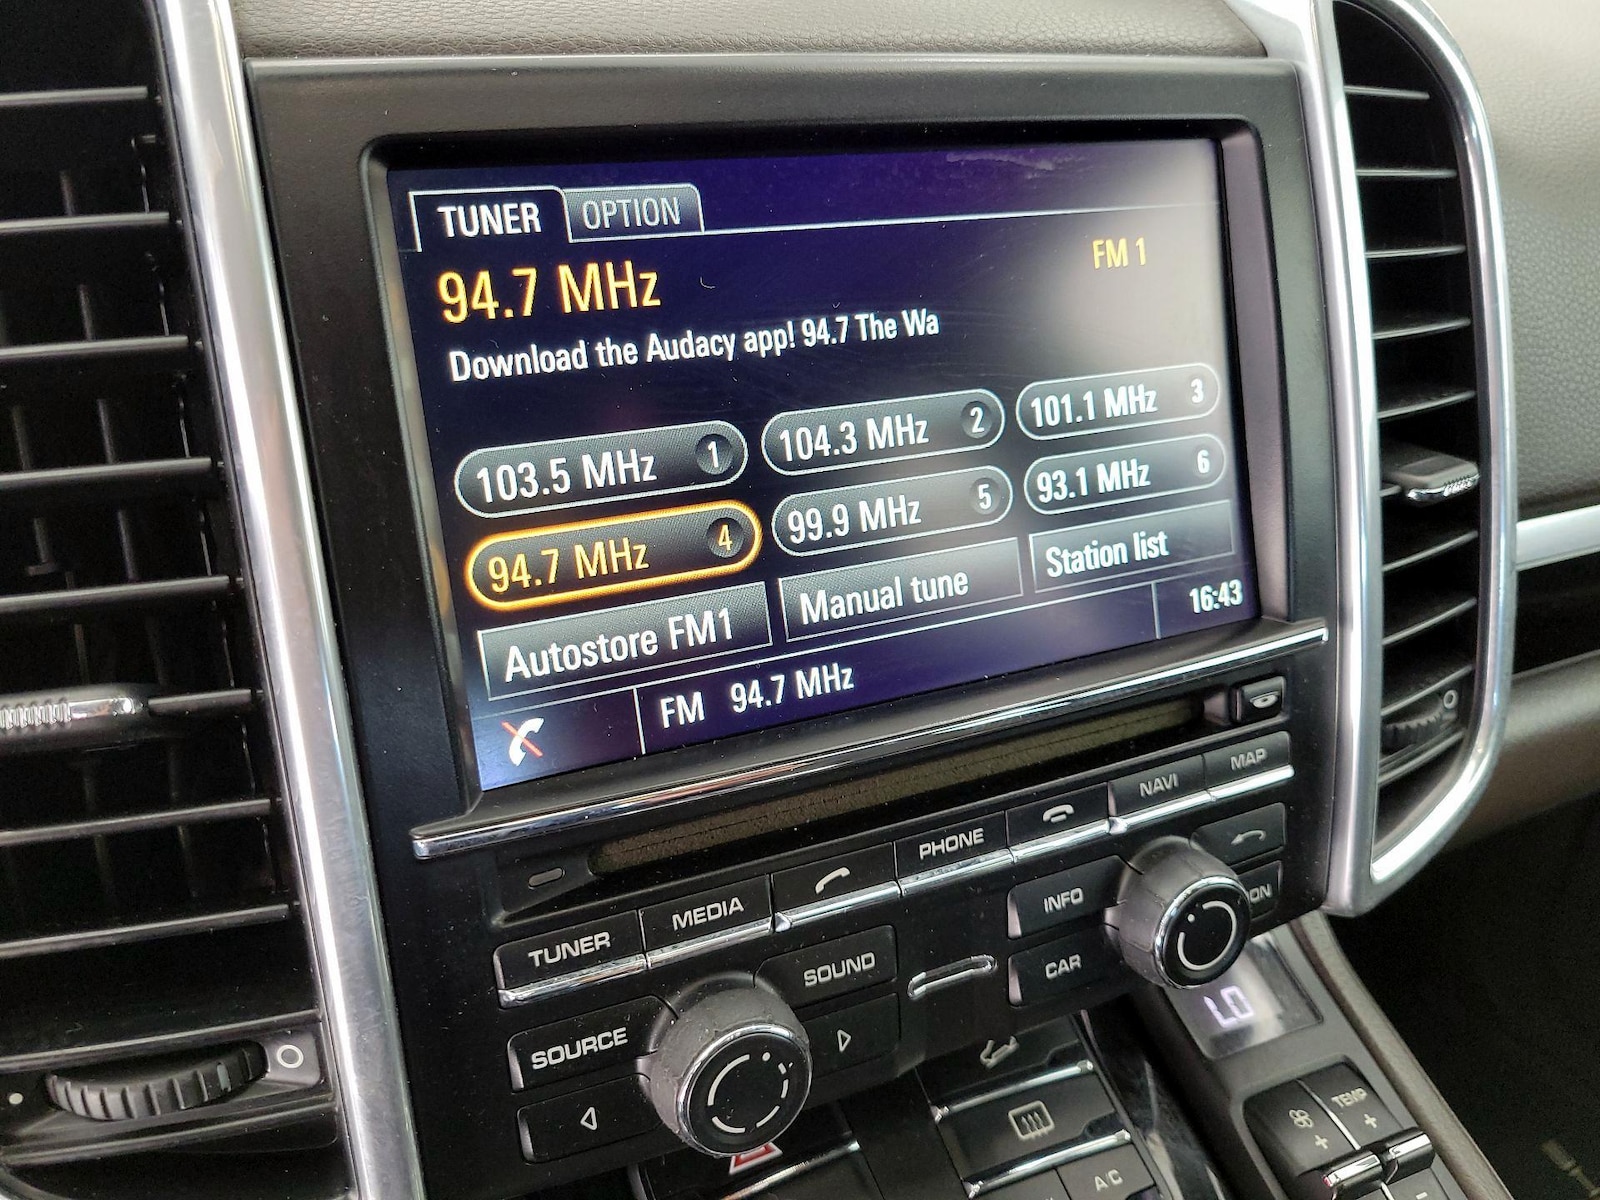 TUNER OPTION
94.7 MHz FM 1
Download the Audacy app! 94.7 The Wa
103.5 MHz 1 104.3 MHz 2 101.1 MHz 3
94.7 MHz 4 99.9 MHz 5 93.1 MHz 6
Autostore FM1 Manual tune Station list
FM 94.7 MHz 16:43
TUNER MEDIA PHONE NAVI MAP
SOURCE SOUND INFO
CAR
LO
TEMP
A/C